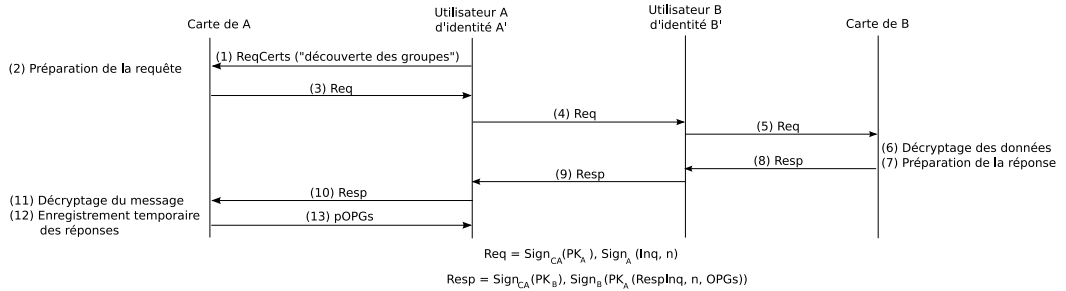 Carte de A
Utilisateur A
d'identité A'
Utilisateur B
d'identité B'
Carte de B
(1) ReqCerts ("découverte des groupes")
(2) Préparation de la requête
(3) Req
(4) Req
(5) Req
(6) Décryptage des données
(7) Préparation de la réponse
(8) Resp
(9) Resp
(10) Resp
(11) Décryptage du message
(12) Enregistrement temporaire
des réponses
(13) pOPGs
Req = Sign_CA(PK_A), Sign_A(Inq, n)
Resp = Sign_CA(PK_B), Sign_B(PK_A(RespInq, n, OPGs))